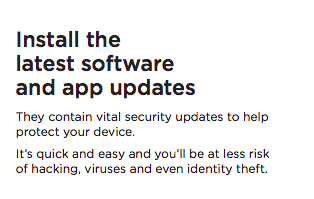 Install the
latest software
and app updates
They contain vital security updates to help
protect your device.
It's quick and easy and you'll be at less risk
of hacking, viruses and even identity theft.